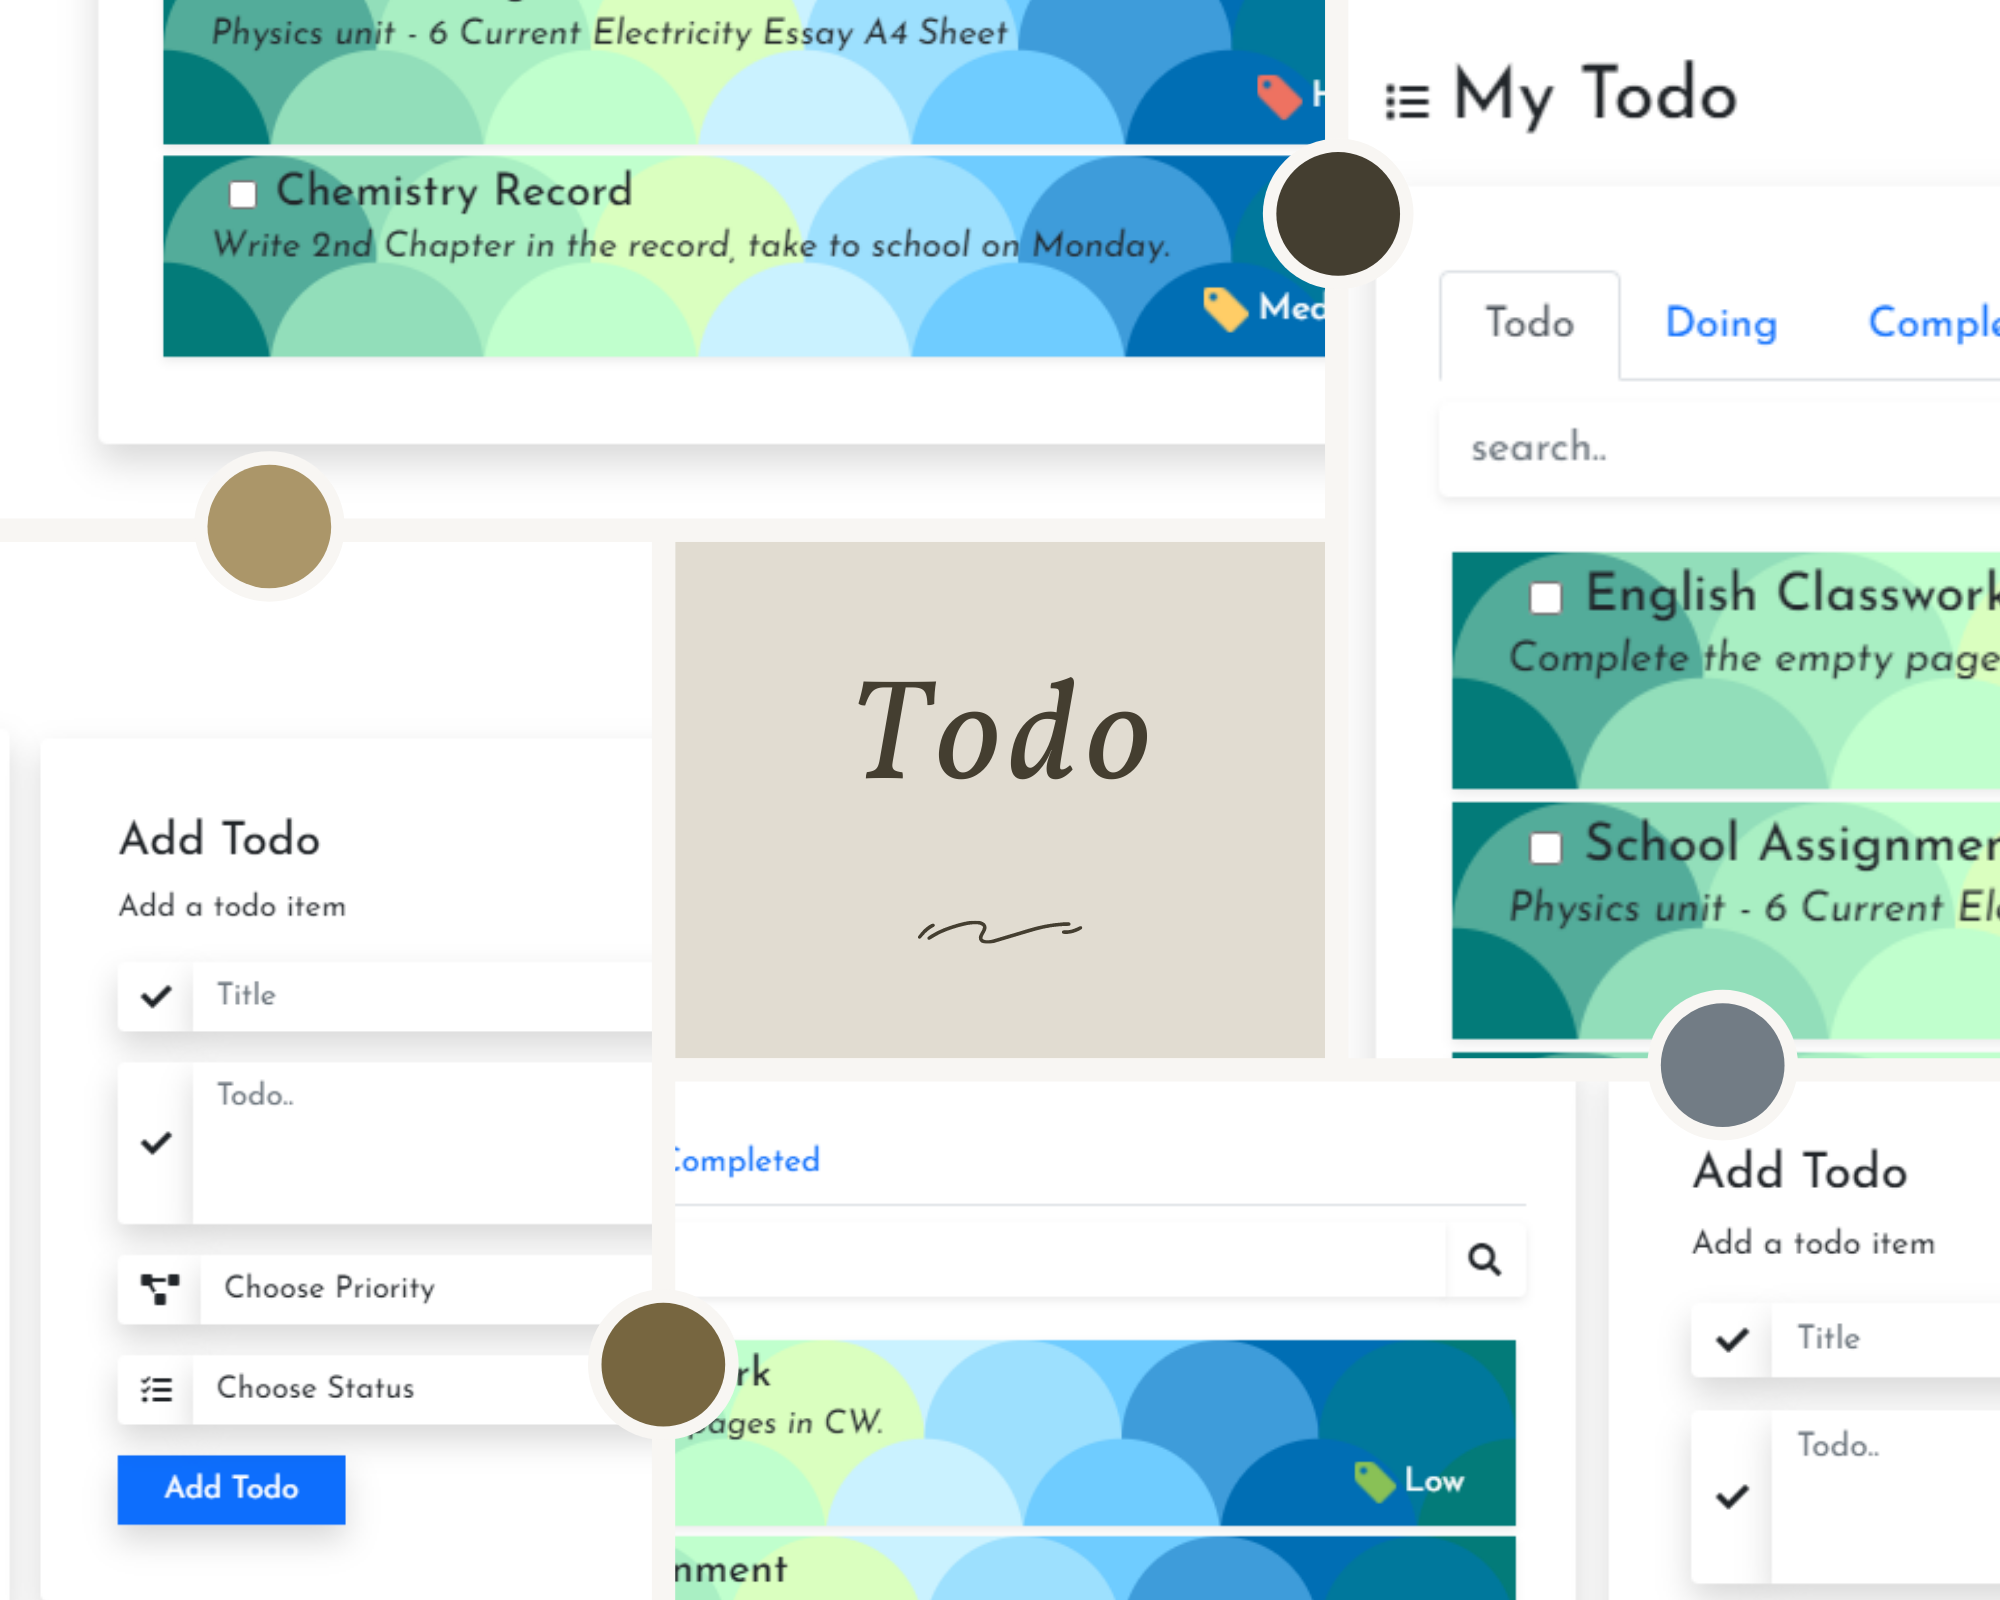 Physics unit - 6 Current Electricity Essay A4 Sheet
H
Chemistry Record
Write 2nd Chapter in the record, take to school on Monday.
Med
My Todo
Todo
Doing
Comple
search..
English Classwork
Complete the empty page
School Assignmen
Physics unit - 6 Current Ele
Todo
Add Todo
Add a todo item
Title
Todo..
Choose Priority
Choose Status
Add Todo
Completed
rk
pages in CW.
Low
nment
Add Todo
Add a todo item
Title
Todo..